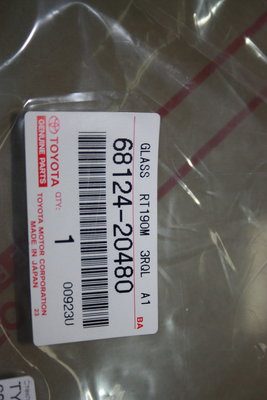 GLASS RT190M 3RQL A1
68124-20480
BA
TOYOTA
GENUINE PARTS
QTY:
1
00923U
TOYOTA MOTOR CORPORATION
MADE IN JAPAN
23